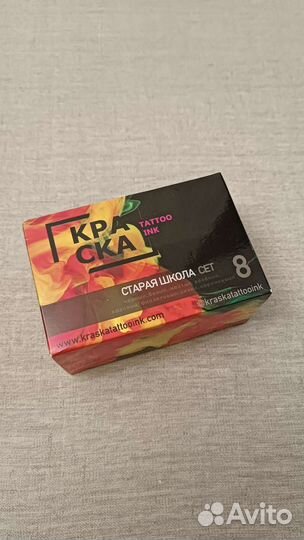 КРА
СКА
TATTOO
INK
СТАРАЯ ШКОЛА СЕТ 8
www.kraskatattooink.com
@kraskatattooink
Avito